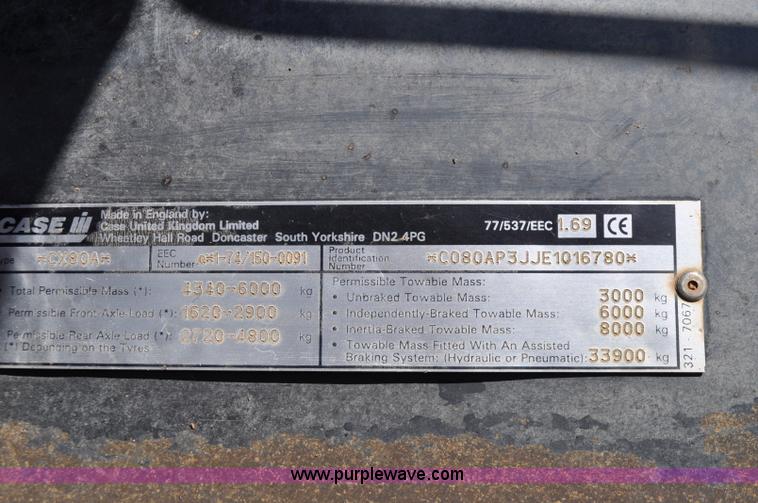 CASE III
Made in England by:
Case United Kingdom Limited
Wheatley Hall Road Doncaster South Yorkshire DN2 4PG
77/537/EEC 1.69 CE
Type *CX80A*
EEC Number e*1-74/150-0091
Product Identification Number *C080AP3JJE1016780*
• Total Permissible Mass (*): 4340-6000 kg
• Permissible Front Axle Load (*): 1620-2900 kg
Permissible Rear Axle Load (*): 2720-4800 kg
(*) Depending on the Tyres
Permissible Towable Mass:
• Unbraked Towable Mass: 3000 kg
• Independently-Braked Towable Mass: 6000 kg
• Inertia-Braked Towable Mass: 8000 kg
• Towable Mass Fitted With An Assisted
Braking System: (Hydraulic or Pneumatic): 33900 kg
321-7067
www.purplewave.com